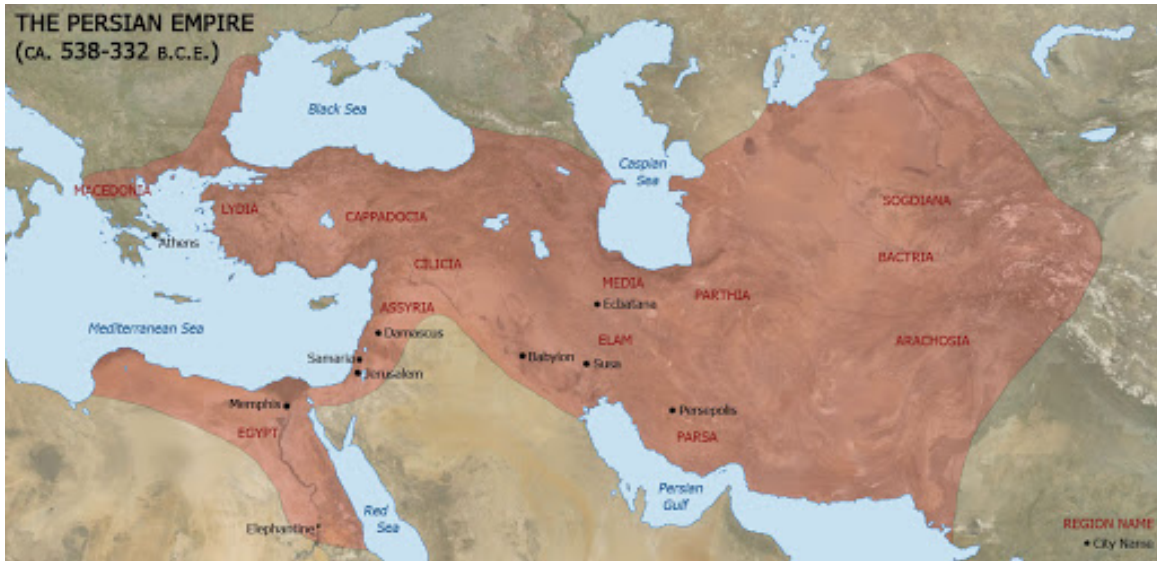 THE PERSIAN EMPIRE
(CA. 538-332 B.C.E.)
Black Sea
Caspian
Sea
MACEDONIA
LYDIA
CAPPADOCIA
SOGDIANA
Athens
CILICIA
BACTRIA
MEDIA
PARTHIA
Ecbatana
ASSYRIA
Mediterranean Sea
Damascus
ELAM
ARACHOSIA
Samaria
Babylon
Susa
Jerusalem
Memphis
Persepolis
EGYPT
PARSA
Persian
Gulf
Red
Sea
Elephantine
REGION NAME
City Name